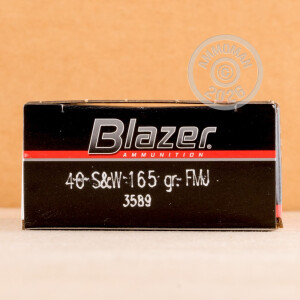 Blazer
AMMUNITION
40 S&W 165 gr. FMJ
3589